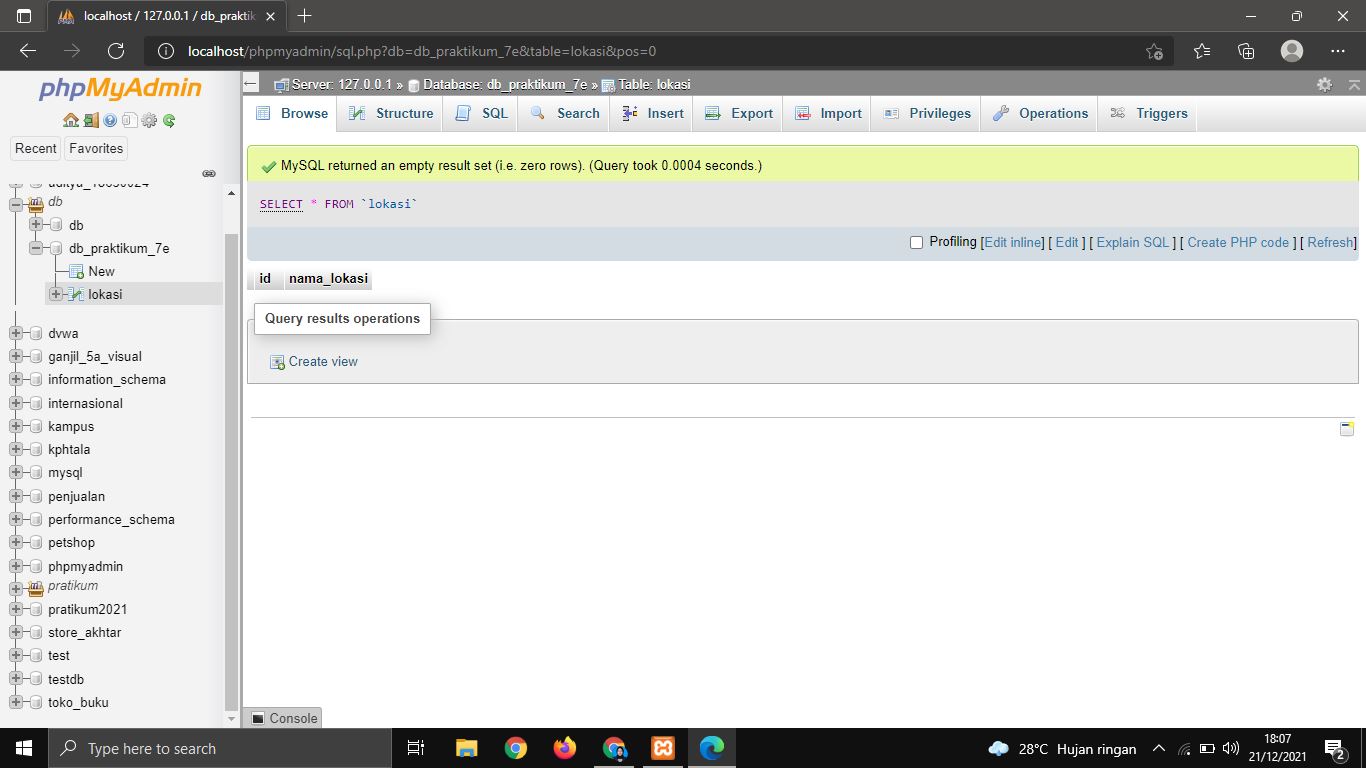 localhost / 127.0.0.1 / db_praktik
localhost/phpmyadmin/sql.php?db=db_praktikum_7e&table=lokasi&pos=0
phpMyAdmin
Recent
Favorites
db
db
db_praktikum_7e
New
lokasi
dvwa
ganjil_5a_visual
information_schema
internasional
kampus
kphtala
mysql
penjualan
performance_schema
petshop
phpmyadmin
pratikum
pratikum2021
store_akhtar
test
testdb
toko_buku
Server: 127.0.0.1 » Database: db_praktikum_7e » Table: lokasi
Browse Structure SQL Search Insert Export Import Privileges Operations Triggers
MySQL returned an empty result set (i.e. zero rows). (Query took 0.0004 seconds.)
SELECT * FROM `lokasi`
Profiling [Edit inline] [ Edit ] [ Explain SQL ] [ Create PHP code ] [ Refresh]
id nama_lokasi
Query results operations
Create view
Console
Type here to search
28°C Hujan ringan
18:07
21/12/2021
2